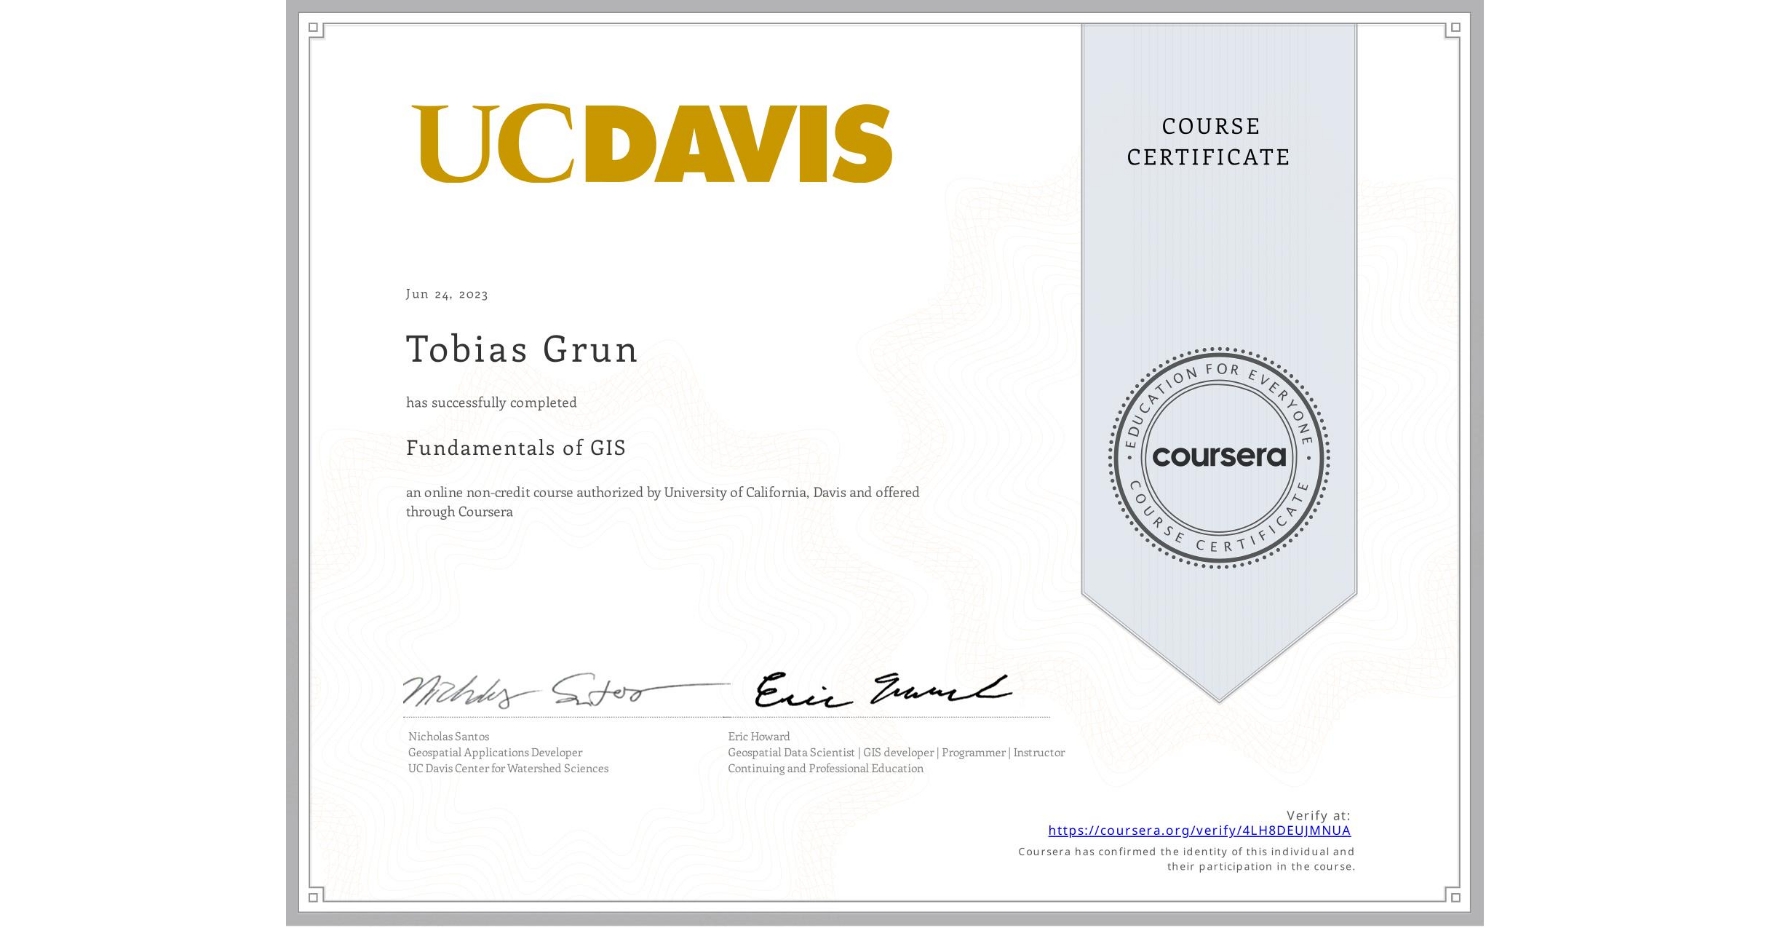 UCDAVIS
COURSE
CERTIFICATE
Jun 24, 2023
Tobias Grun
has successfully completed
Fundamentals of GIS
an online non-credit course authorized by University of California, Davis and offered
through Coursera
EDUCATION FOR EVERYONE
coursera
COURSE CERTIFICATE
Nicholas Santos
Eric Howard
Nicholas Santos
Geospatial Applications Developer
UC Davis Center for Watershed Sciences
Eric Howard
Geospatial Data Scientist | GIS developer | Programmer | Instructor
Continuing and Professional Education
Verify at:
https://coursera.org/verify/4LH8DEUJMNUA
Coursera has confirmed the identity of this individual and
their participation in the course.